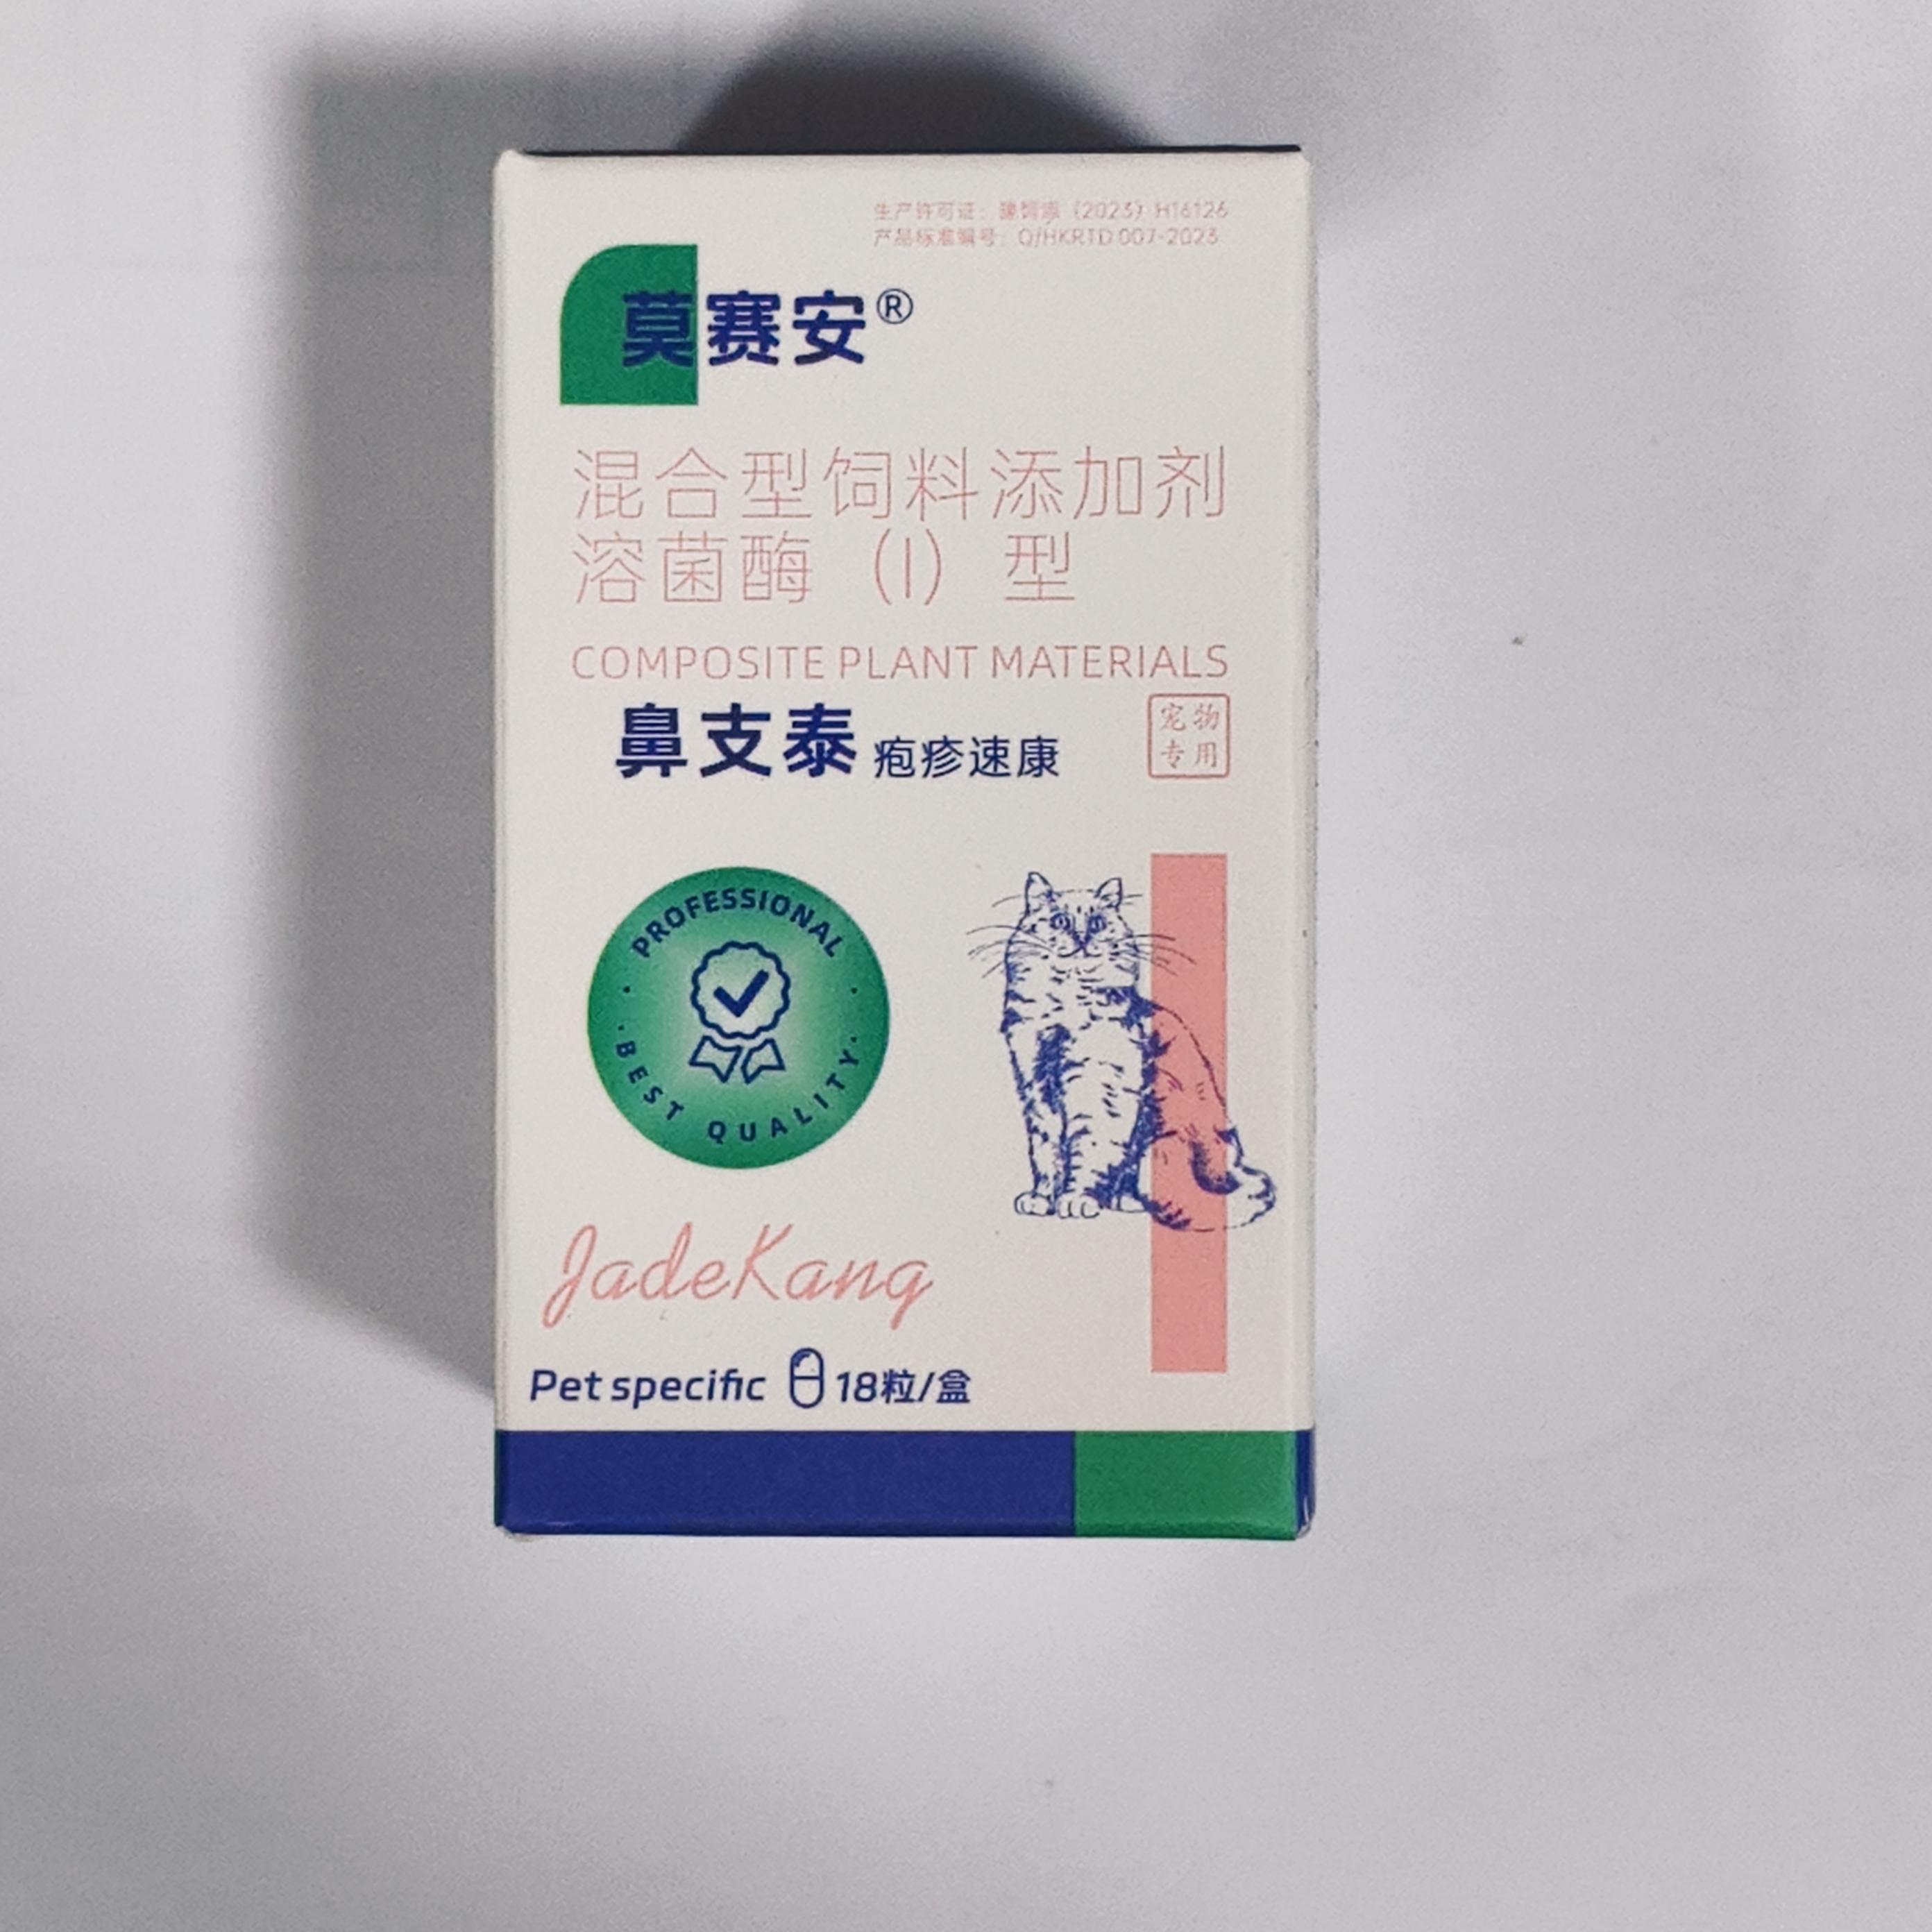 生产许可证：豫饲添（2023）H16126
产品标准编号：Q/HKRTD 007-2023
莫赛安®
混合型饲料添加剂
溶菌酶（I）型
COMPOSITE PLANT MATERIALS
鼻支泰 疱疹速康
宠物
专用
PROFESSIONAL
BEST QUALITY
JadeKang
Pet specific 18粒/盒